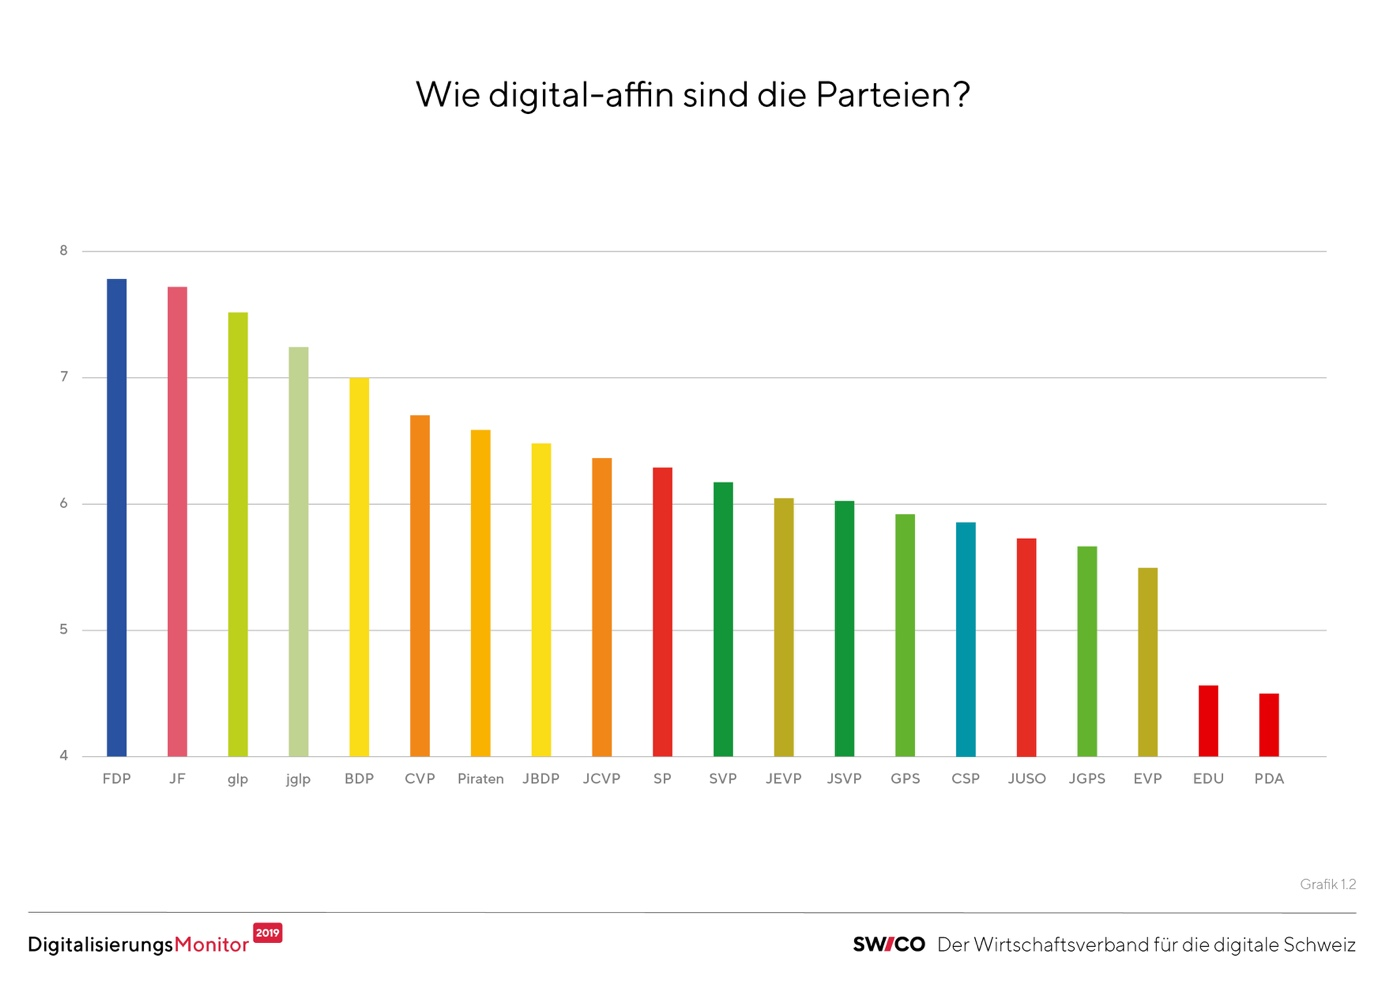 Wie digital-affin sind die Parteien?
8
7
6
5
4
FDP JF glp jglp BDP CVP Piraten JBDP JCVP SP SVP JEVP JSVP GPS CSP JUSO JGPS EVP EDU PDA
Grafik 1.2
DigitalisierungsMonitor 2019
SWICO Der Wirtschaftsverband für die digitale Schweiz